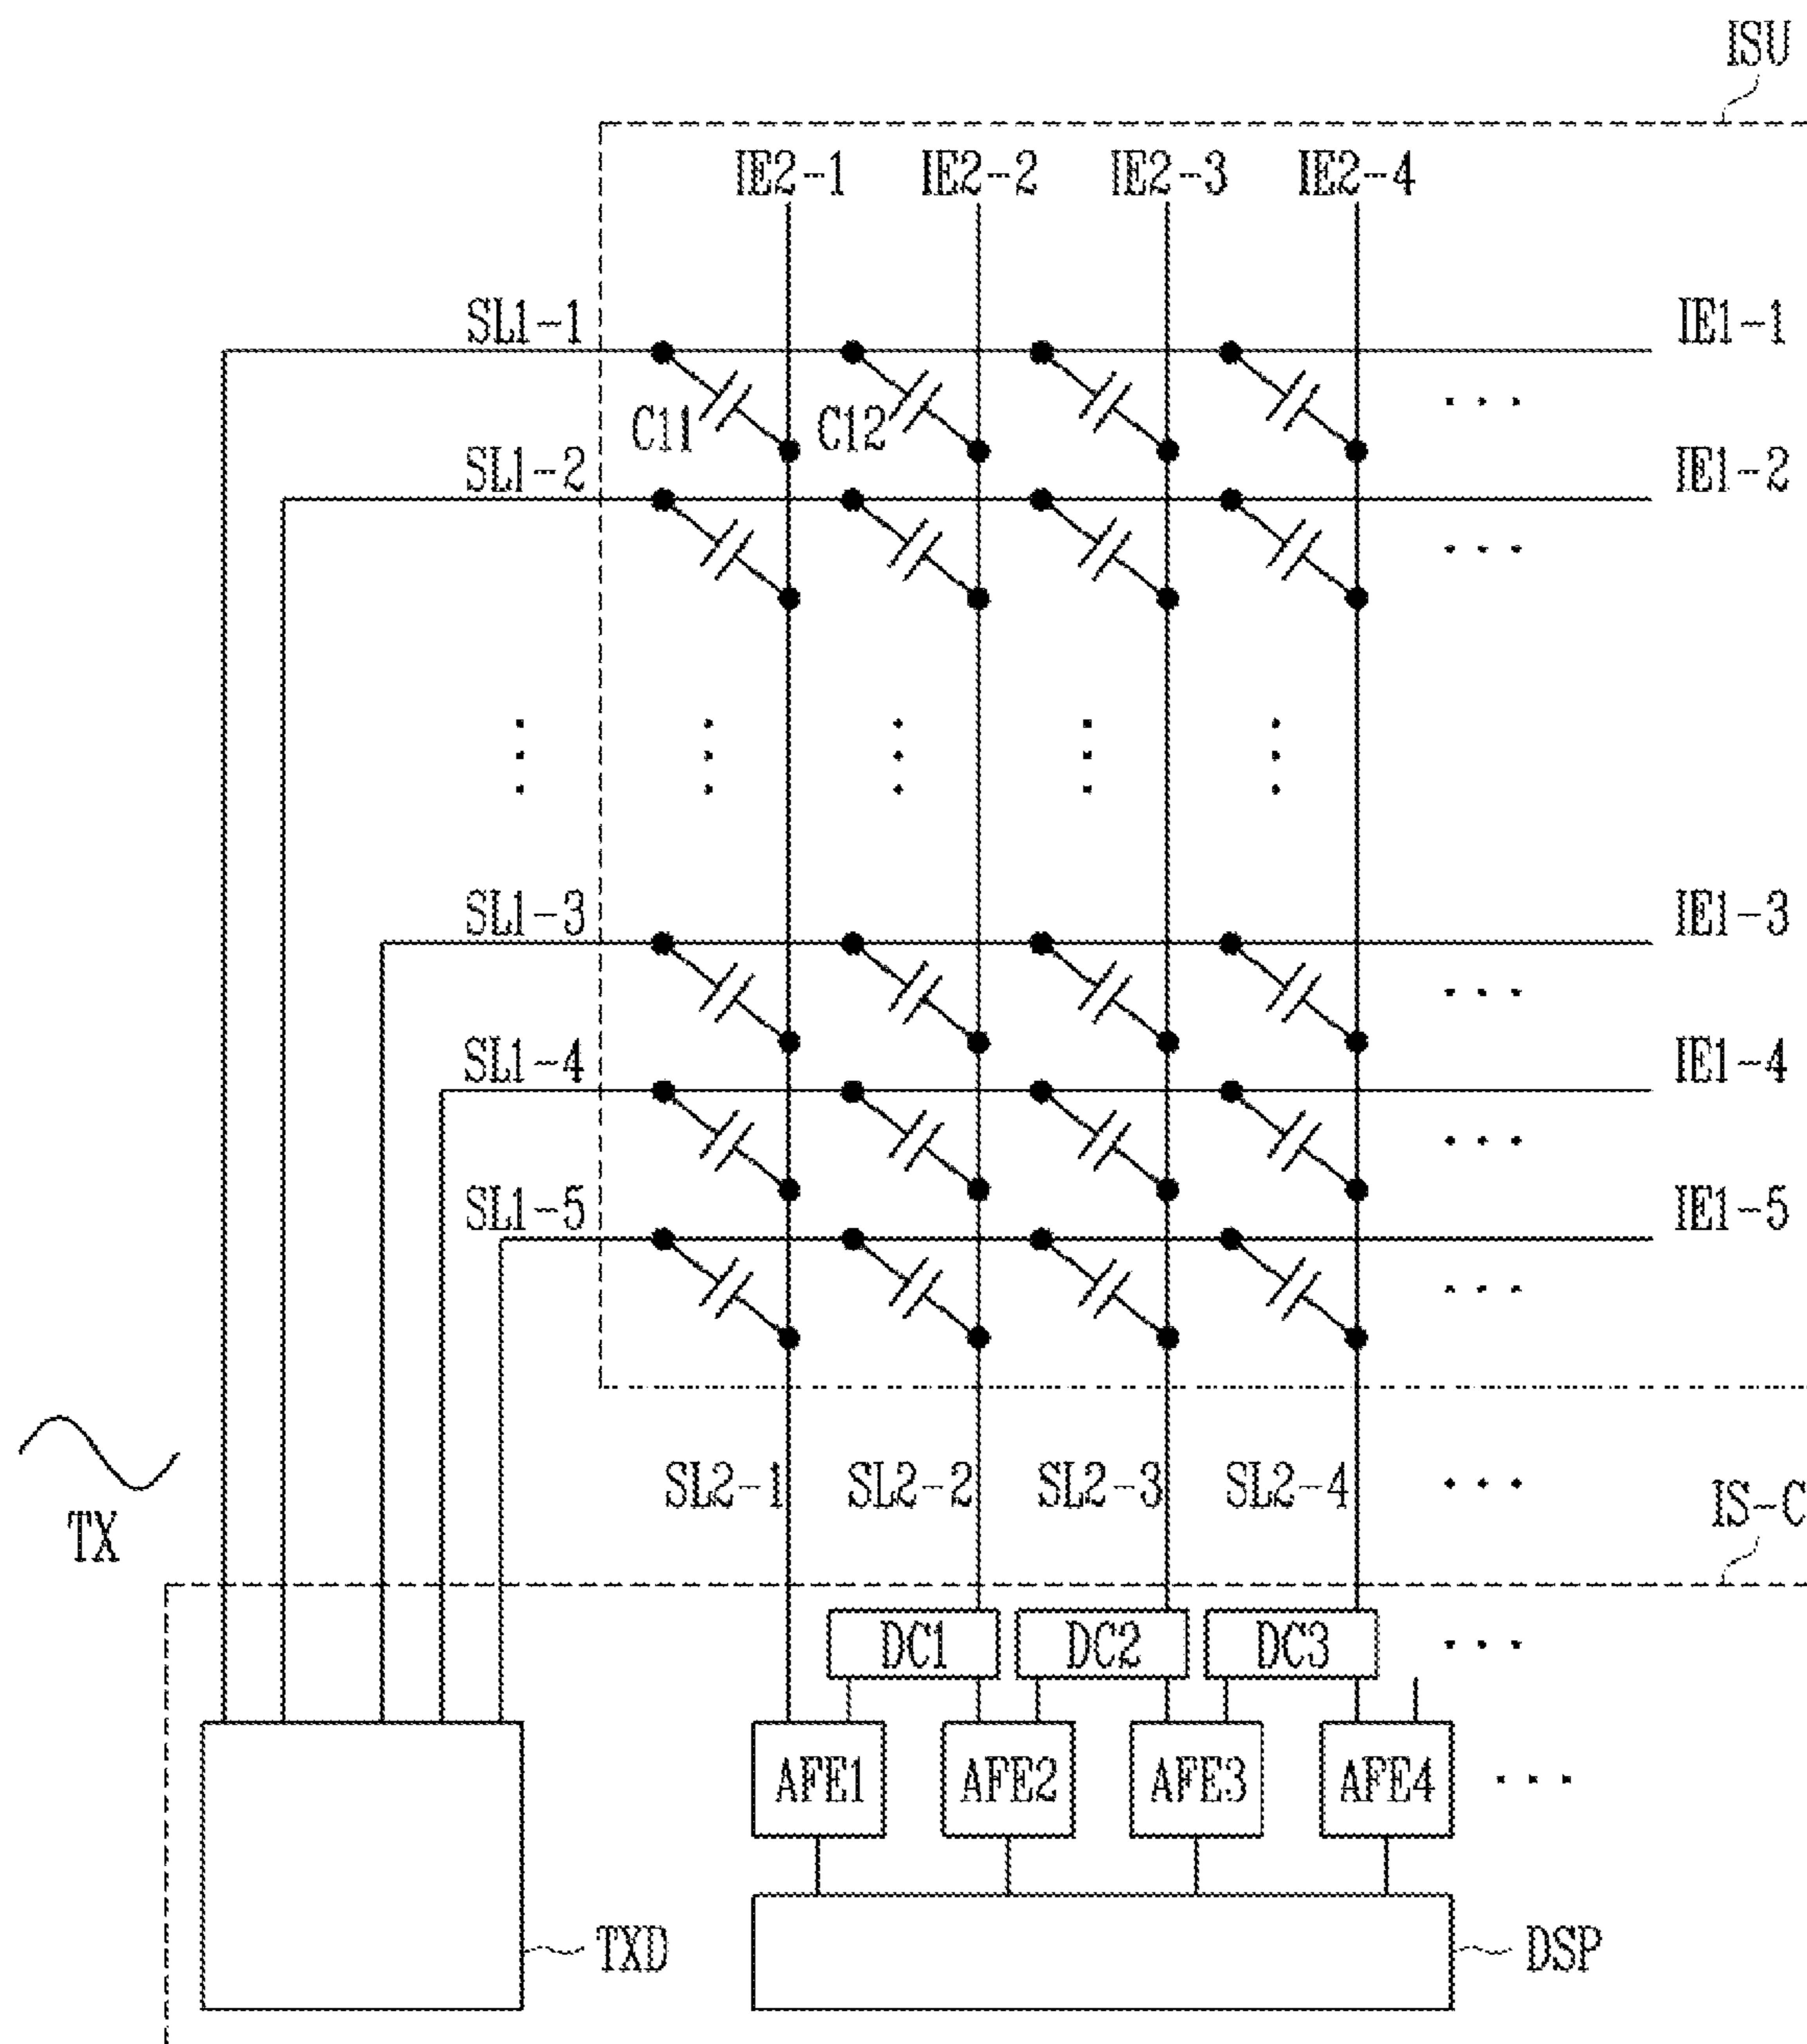 ISU
IE2-1 IE2-2 IE2-3 IE2-4
SL1-1 IE1-1
C11 C12
SL1-2 IE1-2
SL1-3 IE1-3
SL1-4 IE1-4
SL1-5 IE1-5
SL2-1 SL2-2 SL2-3 SL2-4
TX
IS-C
DC1 DC2 DC3
AFE1 AFE2 AFE3 AFE4
TXD DSP